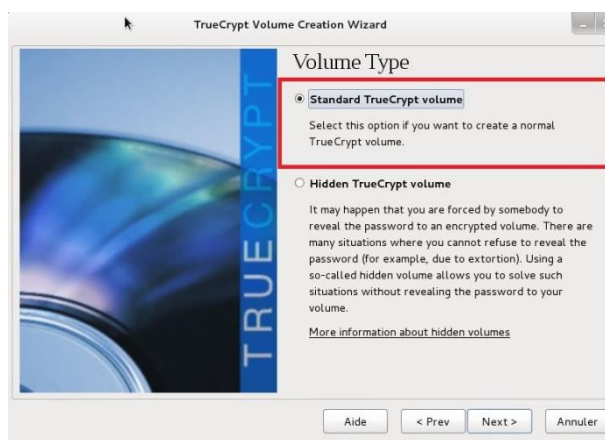 TrueCrypt Volume Creation Wizard
TRUECRYPT
Volume Type
Standard TrueCrypt volume
Select this option if you want to create a normal
TrueCrypt volume.
Hidden TrueCrypt volume
It may happen that you are forced by somebody to
reveal the password to an encrypted volume. There are
many situations where you cannot refuse to reveal the
password (for example, due to extortion). Using a
so-called hidden volume allows you to solve such
situations without revealing the password to your
volume.
More information about hidden volumes
Aide < Prev Next > Annuler